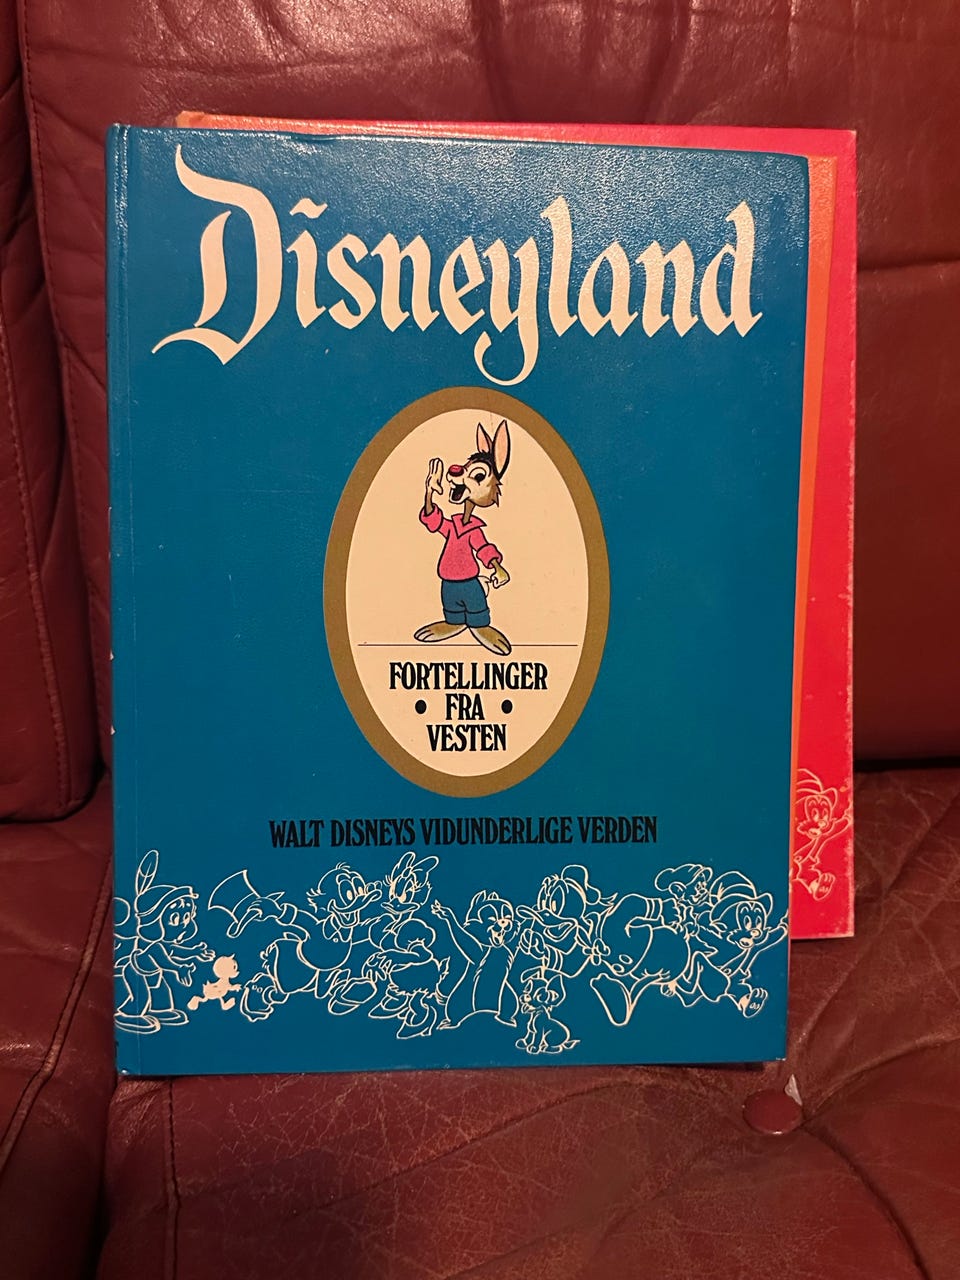 Disneyland
FORTELLINGER
• FRA •
VESTEN
WALT DISNEYS VIDUNDERLIGE VERDEN